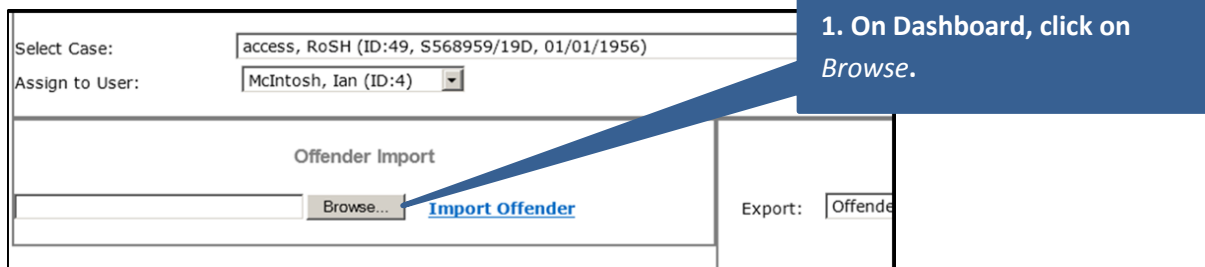 1. On Dashboard, click on
Browse.
Select Case: access, RoSH (ID:49, S568959/19D, 01/01/1956)
Assign to User: McIntosh, Ian (ID:4)
Offender Import
Browse... Import Offender
Export: Offende